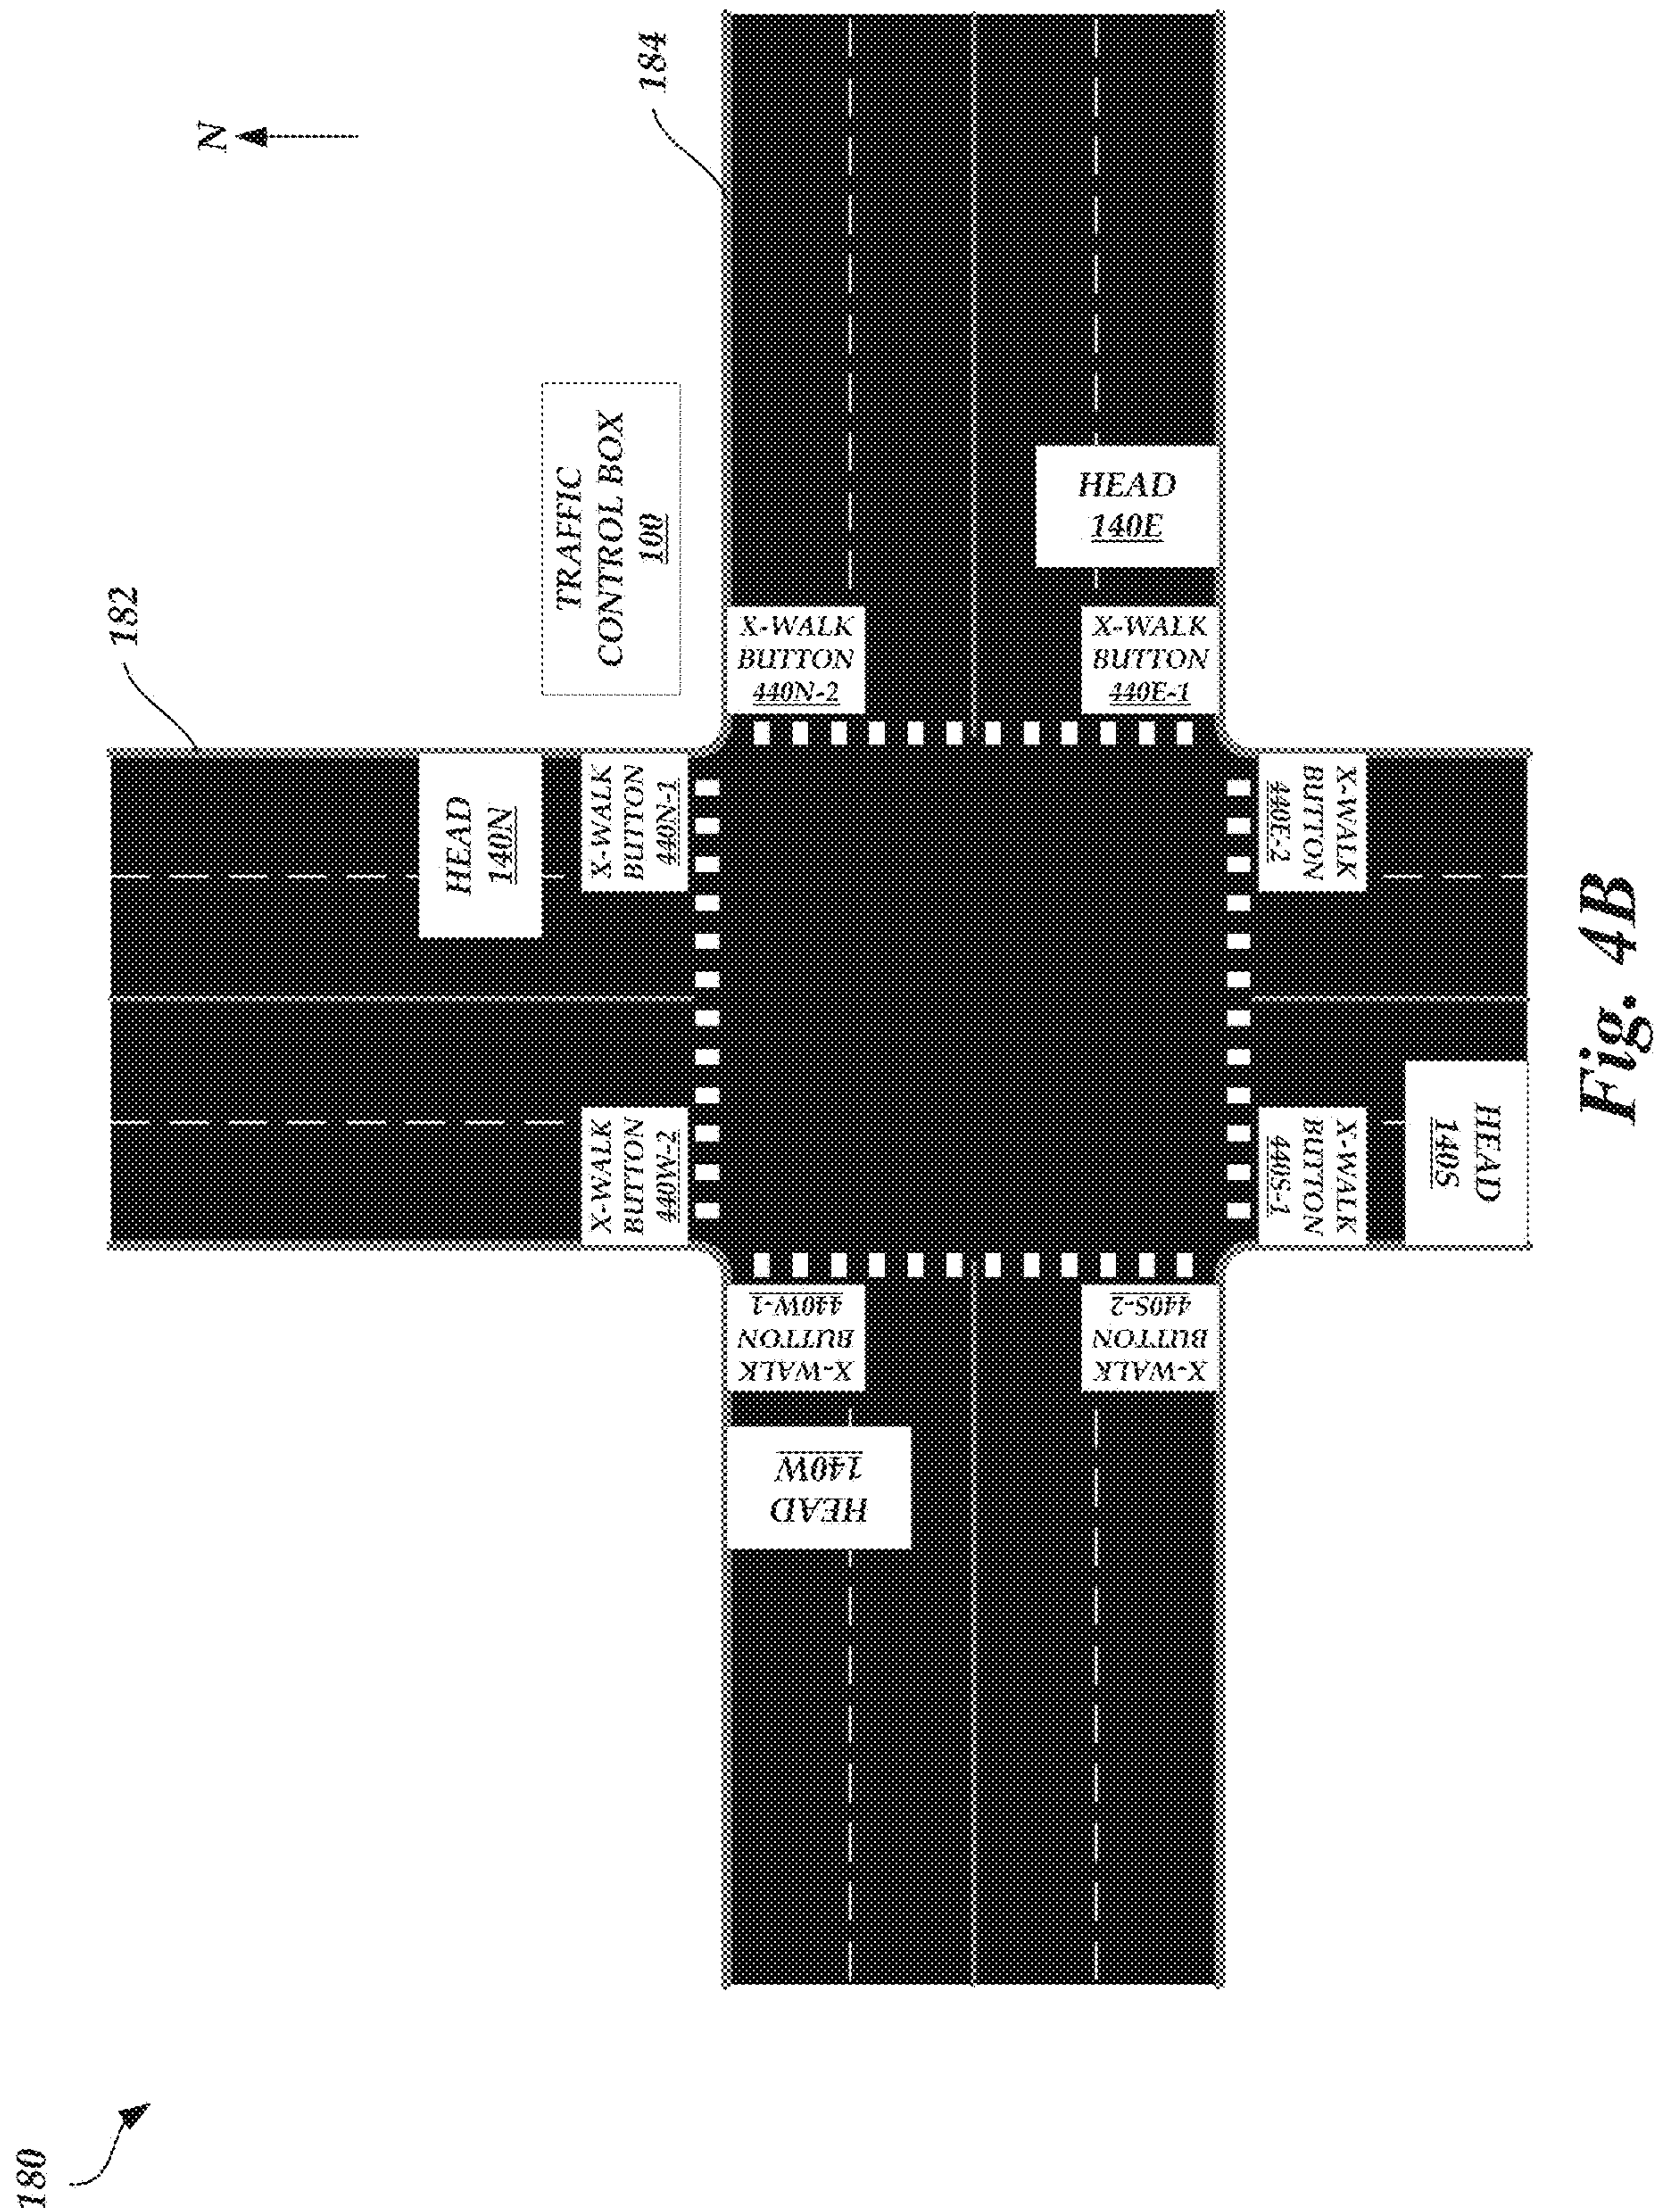 180
182
184
N
TRAFFIC
CONTROL BOX
100
HEAD
140N
X-WALK
BUTTON
440N-1
X-WALK
BUTTON
440W-2
X-WALK
BUTTON
440N-2
X-WALK
BUTTON
440E-1
HEAD
140E
X-WALK
BUTTON
440W-1
HEAD
140W
X-WALK
BUTTON
440S-2
X-WALK
BUTTON
440E-2
X-WALK
BUTTON
440S-1
HEAD
140S
Fig. 4B